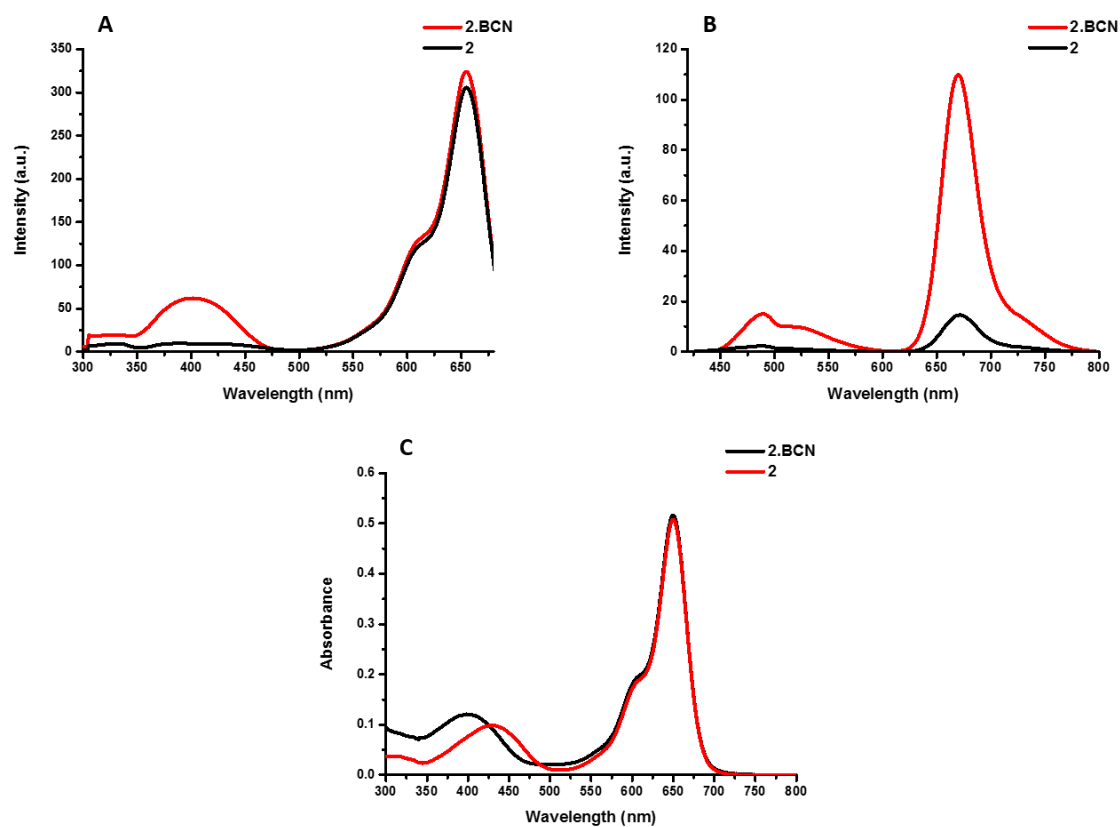 A
2.BCN
2
350
300
250
200
150
100
50
0
Intensity (a.u.)
300 350 400 450 500 550 600 650
Wavelength (nm)
B
2.BCN
2
120
100
80
60
40
20
0
Intensity (a.u.)
450 500 550 600 650 700 750 800
Wavelength (nm)
C
2.BCN
2
0.6
0.5
0.4
0.3
0.2
0.1
0.0
Absorbance
300 350 400 450 500 550 600 650 700 750 800
Wavelength (nm)